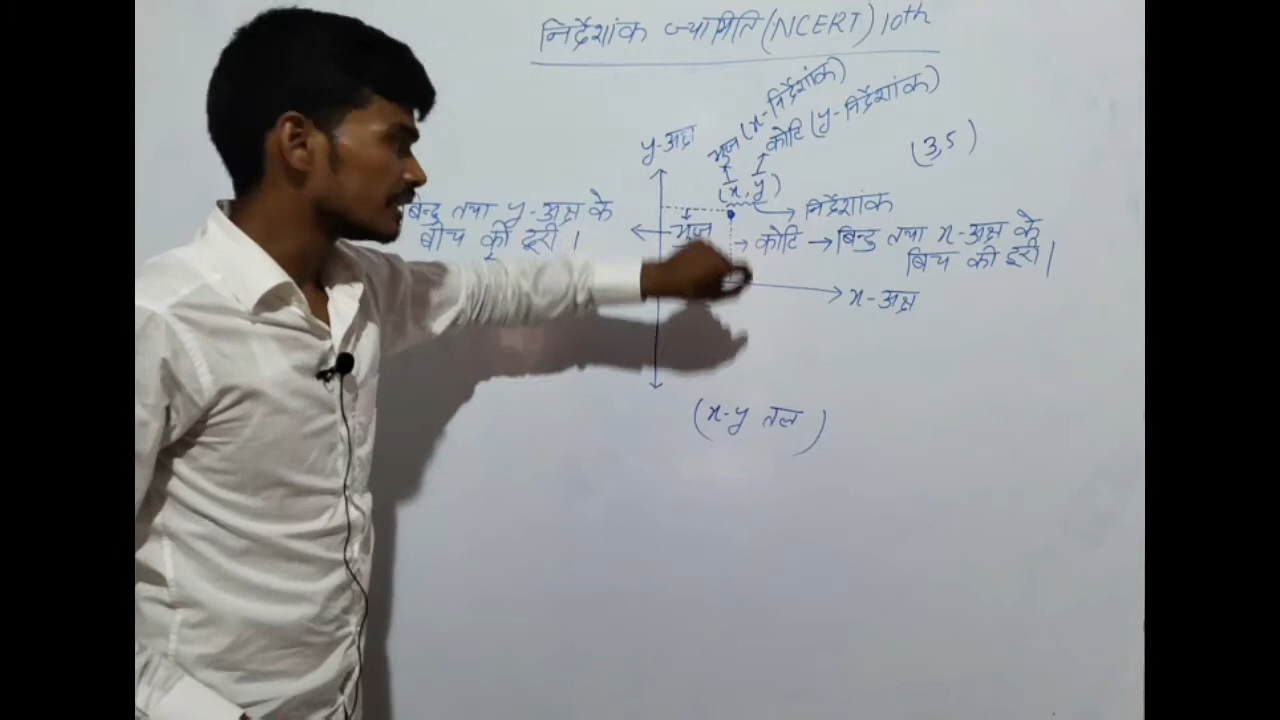 निर्देशांक ज्यामिति (NCERT) 10th
भुज (x-निर्देशांक)
कोटि (y-निर्देशांक)
y-अक्ष
(3,5)
(x, y)
निर्देशांक
बिन्दु तथा y-अक्ष के
बीच की दूरी ।
भुज
कोटि → बिन्दु तथा x-अक्ष के
बिच की दूरी ।
x-अक्ष
(x-y तल)